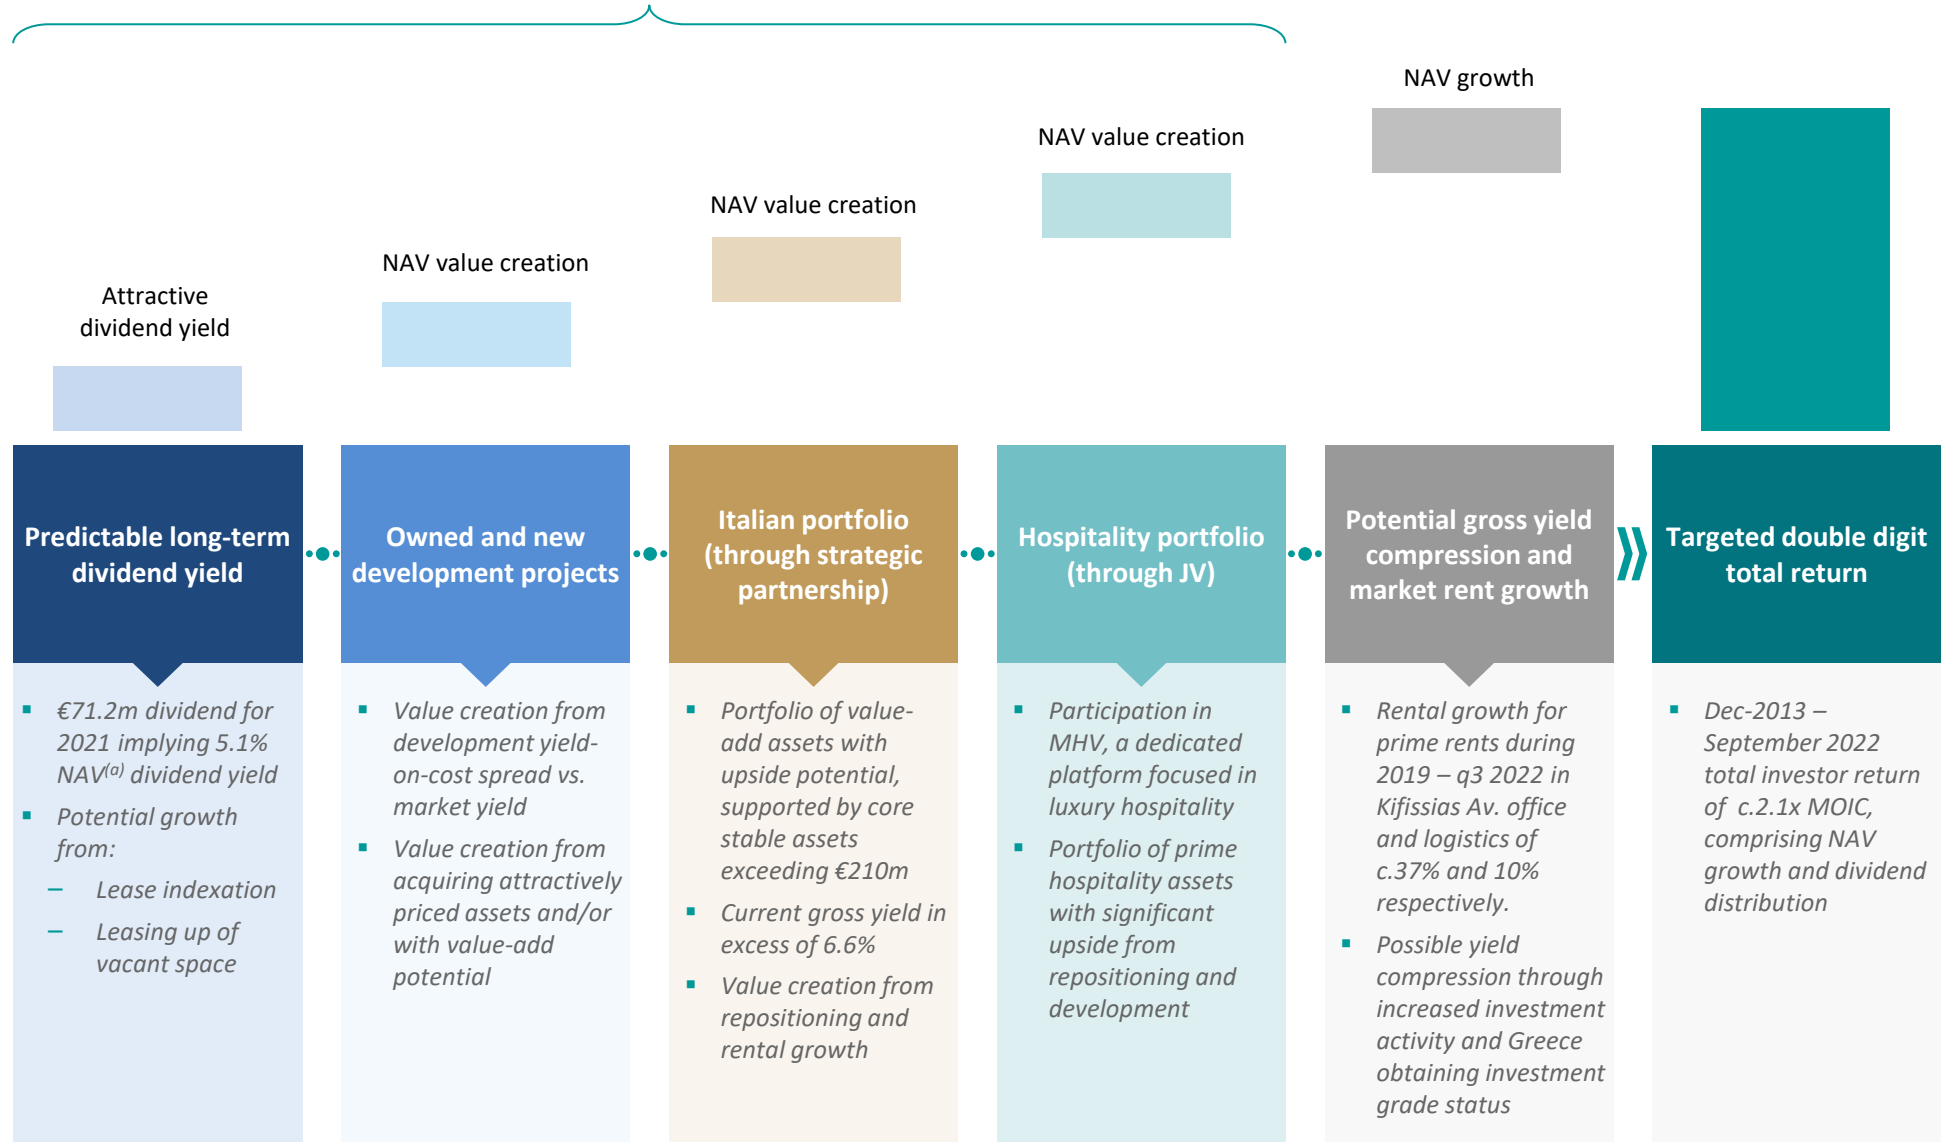 Attractive
dividend yield
NAV value creation
NAV value creation
NAV value creation
NAV growth
Predictable long-term
dividend yield
▪ €71.2m dividend for
2021 implying 5.1%
NAV(a) dividend yield
▪ Potential growth
from:
– Lease indexation
– Leasing up of
vacant space
Owned and new
development projects
▪ Value creation from
development yield-
on-cost spread vs.
market yield
▪ Value creation from
acquiring attractively
priced assets and/or
with value-add
potential
Italian portfolio
(through strategic
partnership)
▪ Portfolio of value-
add assets with
upside potential,
supported by core
stable assets
exceeding €210m
▪ Current gross yield in
excess of 6.6%
▪ Value creation from
repositioning and
rental growth
Hospitality portfolio
(through JV)
▪ Participation in
MHV, a dedicated
platform focused in
luxury hospitality
▪ Portfolio of prime
hospitality assets
with significant
upside from
repositioning and
development
Potential gross yield
compression and
market rent growth
▪ Rental growth for
prime rents during
2019 – q3 2022 in
Kifissias Av. office
and logistics of
c.37% and 10%
respectively.
▪ Possible yield
compression through
increased investment
activity and Greece
obtaining investment
grade status
Targeted double digit
total return
▪ Dec-2013 –
September 2022
total investor return
of c.2.1x MOIC,
comprising NAV
growth and dividend
distribution